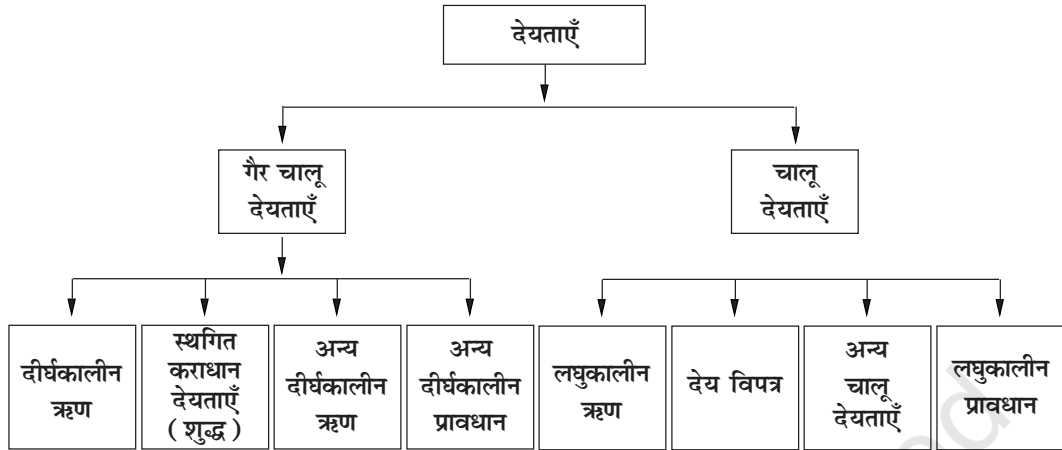 देयताएँ
गैर चालू
देयताएँ
चालू
देयताएँ
दीर्घकालीन
ऋण
स्थगित
कराधान
देयताएँ
( शुद्ध )
अन्य
दीर्घकालीन
ऋण
अन्य
दीर्घकालीन
प्रावधान
लघुकालीन
ऋण
देय विपत्र
अन्य
चालू
देयताएँ
लघुकालीन
प्रावधान